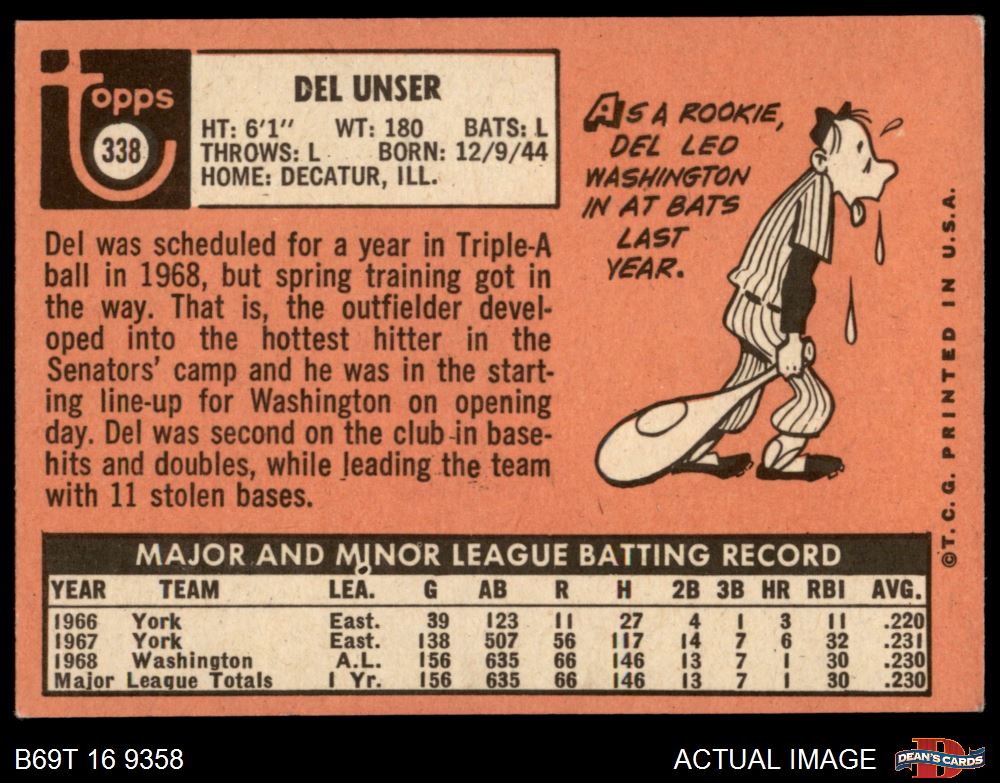 topps
338
DEL UNSER
HT: 6'1" WT: 180 BATS: L
THROWS: L BORN: 12/9/44
HOME: DECATUR, ILL.
AS A ROOKIE,
DEL LED
WASHINGTON
IN AT BATS
LAST
YEAR.
Del was scheduled for a year in Triple-A
ball in 1968, but spring training got in
the way. That is, the outfielder devel-
oped into the hottest hitter in the
Senators' camp and he was in the start-
ing line-up for Washington on opening
day. Del was second on the club in base-
hits and doubles, while leading the team
with 11 stolen bases.
©T.C.G. PRINTED IN U.S.A.
MAJOR AND MINOR LEAGUE BATTING RECORD
YEAR TEAM LEA. G AB R H 2B 3B HR RBI AVG.
1966 York East. 39 123 11 27 4 1 3 11 .220
1967 York East. 138 507 56 117 14 7 6 32 .231
1968 Washington A.L. 156 635 66 146 13 7 1 30 .230
Major League Totals 1 Yr. 156 635 66 146 13 7 1 30 .230
B69T 16 9358 ACTUAL IMAGE
DEAN'S CARDS